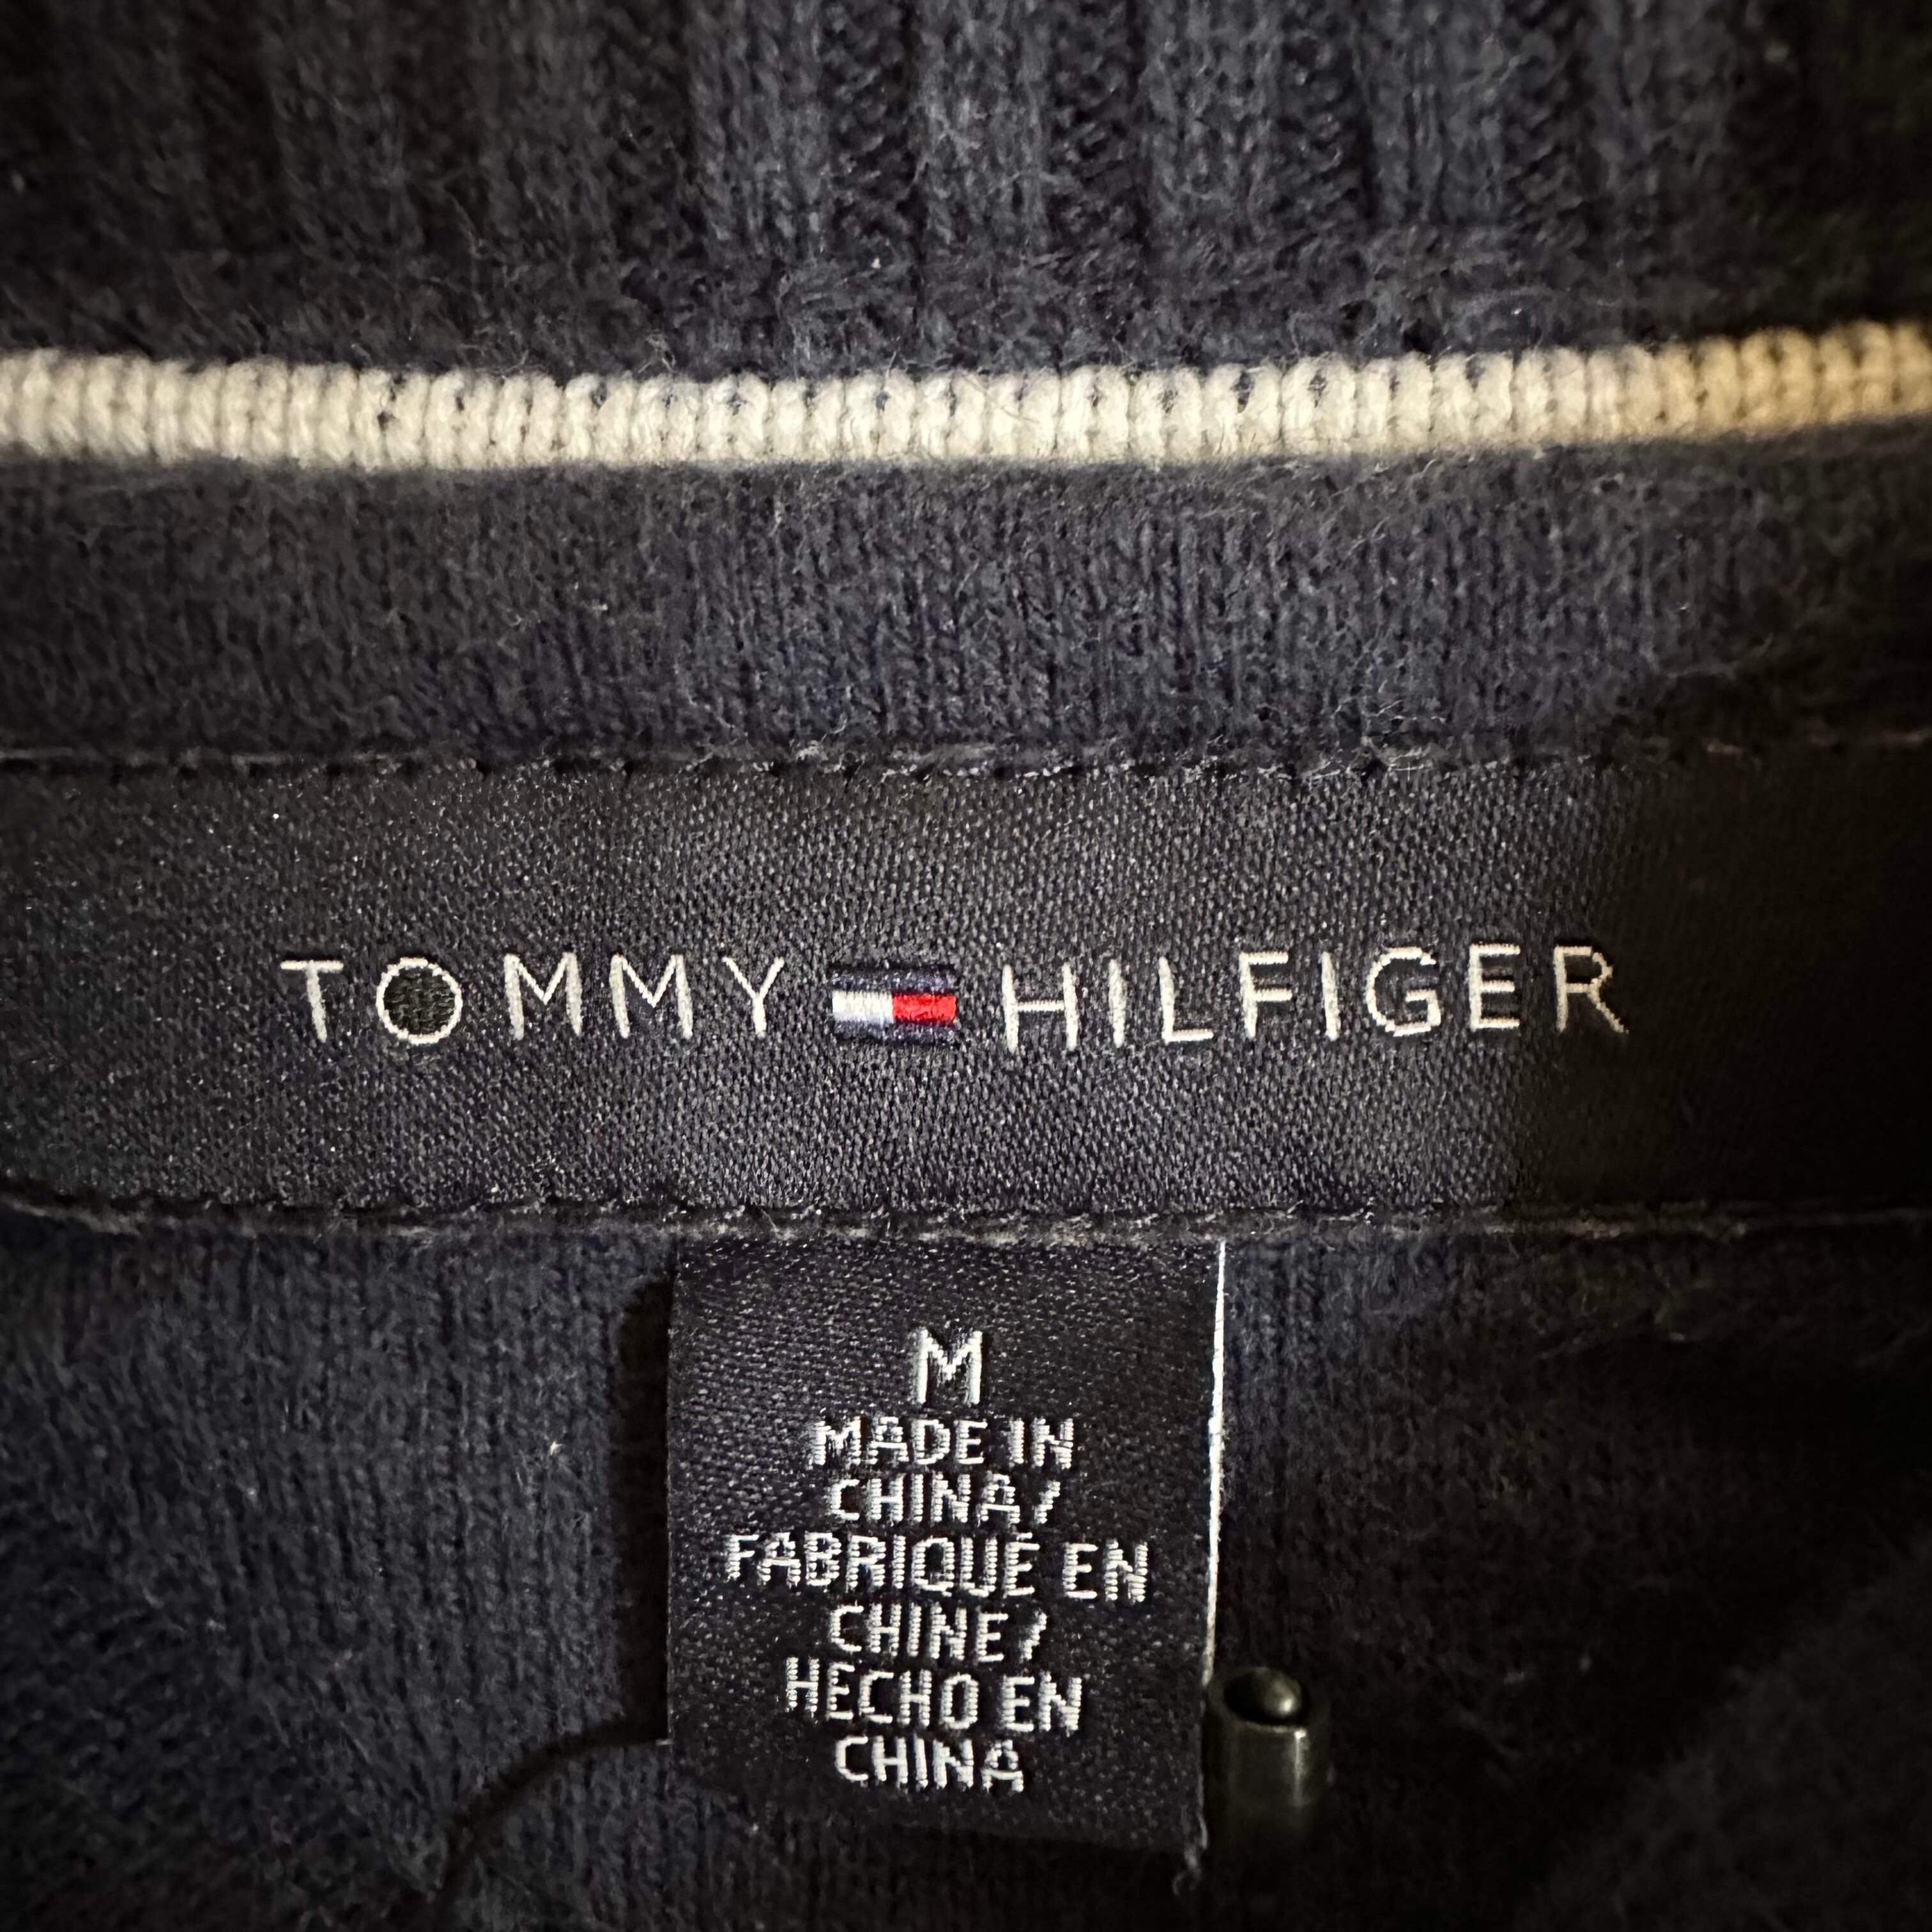 TOMMY HILFIGER
M
MADE IN
CHINA/
FABRIQUÉ EN
CHINE/
HECHO EN
CHINA